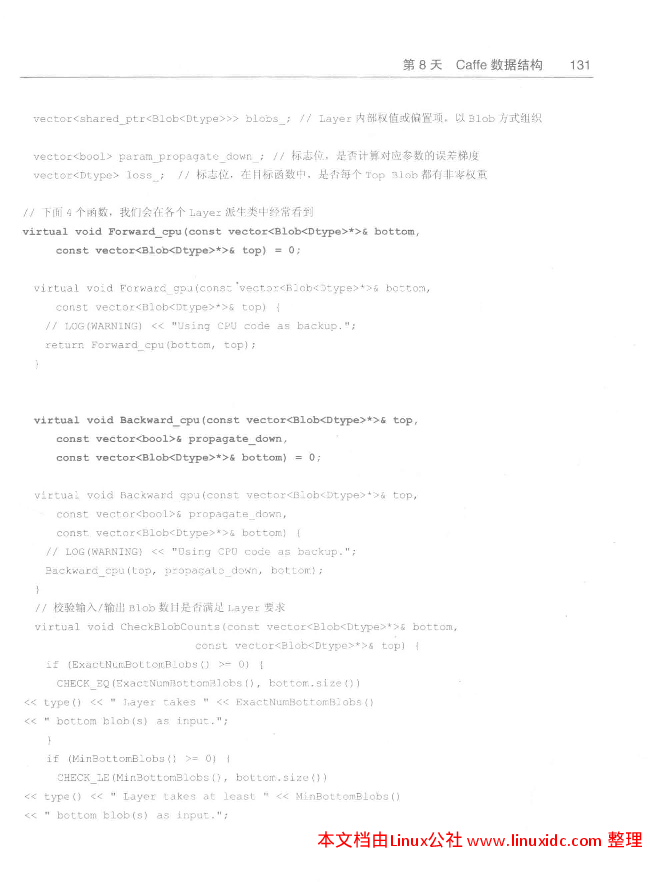 第 8 天 Caffe 数据结构 131
vector<shared_ptr<Blob<Dtype>>> blobs_; // Layer 内部权值或偏置项，以 Blob 方式组织
vector<bool> param_propagate_down_; // 标志位，是否计算对应参数的误差梯度
vector<Dtype> loss_; // 标志位，在目标函数中，是否每个 Top Blob 都有非零权重
// 下面 4 个函数，我们会在各个 Layer 派生类中经常看到
virtual void Forward_cpu(const vector<Blob<Dtype>*>& bottom,
const vector<Blob<Dtype>*>& top) = 0;
virtual void Forward_gpu(const vector<Blob<Dtype>*>& bottom,
const vector<Blob<Dtype>*>& top) {
// LOG(WARNING) << "Using CPU code as backup.";
return Forward_cpu(bottom, top);
}
virtual void Backward_cpu(const vector<Blob<Dtype>*>& top,
const vector<bool>& propagate_down,
const vector<Blob<Dtype>*>& bottom) = 0;
virtual void Backward_gpu(const vector<Blob<Dtype>*>& top,
const vector<bool>& propagate_down,
const vector<Blob<Dtype>*>& bottom) {
// LOG(WARNING) << "Using CPU code as backup.";
Backward_cpu(top, propagate_down, bottom);
}
// 校验输入/输出 Blob 数目是否满足 Layer 要求
virtual void CheckBlobCounts(const vector<Blob<Dtype>*>& bottom,
const vector<Blob<Dtype>*>& top) {
if (ExactNumBottomBlobs() >= 0) {
CHECK_EQ(ExactNumBottomBlobs(), bottom.size())
<< type() << " Layer takes " << ExactNumBottomBlobs()
<< " bottom blob(s) as input.";
}
if (MinBottomBlobs() >= 0) {
CHECK_LE(MinBottomBlobs(), bottom.size())
<< type() << " Layer takes at least " << MinBottomBlobs()
<< " bottom blob(s) as input.";
本文档由Linux公社 www.linuxidc.com 整理